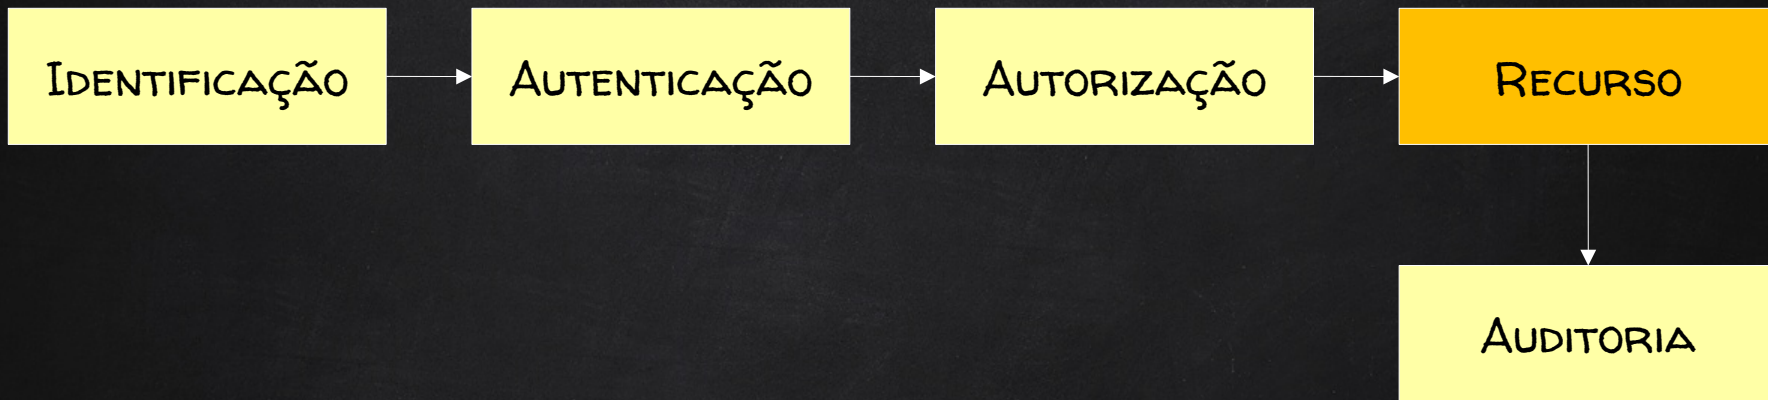 Identificação
Autenticação
Autorização
Recurso
Auditoria